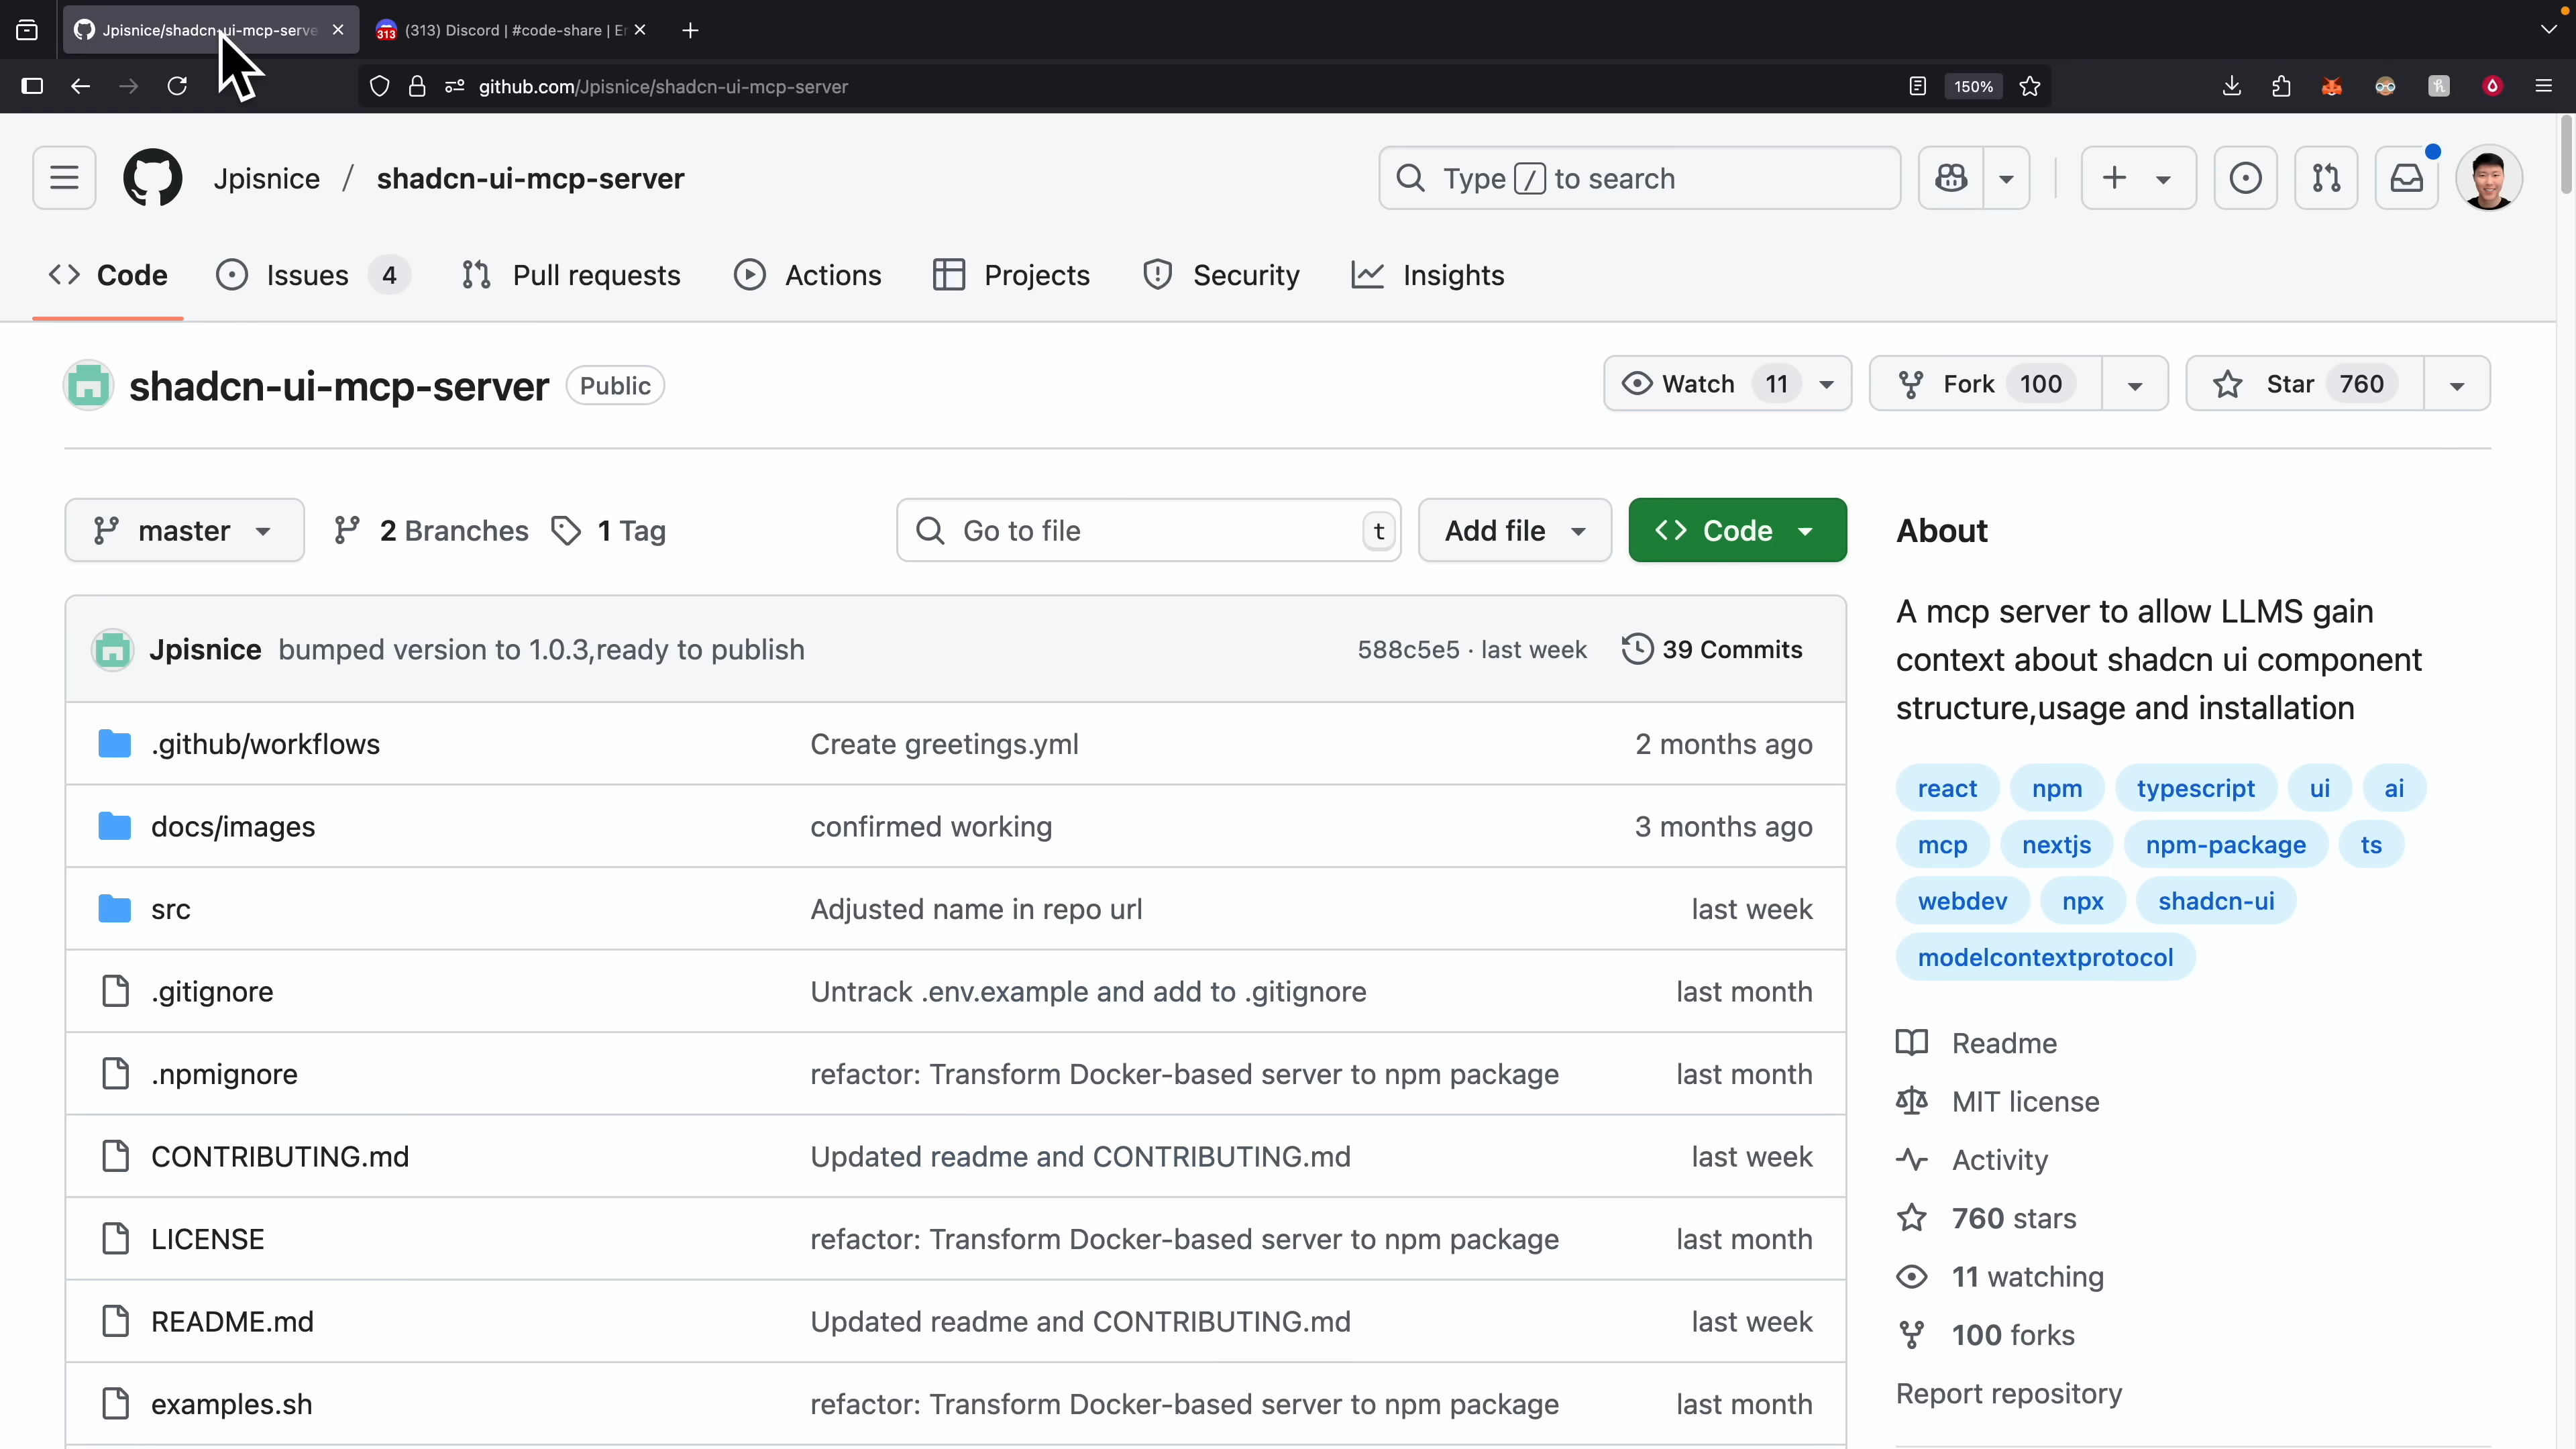 Jpisnice/shadcn-ui-mcp-serve
313
(313) Discord | #code-share | Er
github.com/Jpisnice/shadcn-ui-mcp-server
150%
Jpisnice / shadcn-ui-mcp-server
Type / to search
Code
Issues 4
Pull requests
Actions
Projects
Security
Insights
shadcn-ui-mcp-server Public
Watch 11
Fork 100
Star 760
master
2 Branches
1 Tag
Go to file t
Add file
Code
Jpisnice bumped version to 1.0.3,ready to publish 588c5e5 · last week 39 Commits
.github/workflows Create greetings.yml 2 months ago
docs/images confirmed working 3 months ago
src Adjusted name in repo url last week
.gitignore Untrack .env.example and add to .gitignore last month
.npmignore refactor: Transform Docker-based server to npm package last month
CONTRIBUTING.md Updated readme and CONTRIBUTING.md last week
LICENSE refactor: Transform Docker-based server to npm package last month
README.md Updated readme and CONTRIBUTING.md last week
examples.sh refactor: Transform Docker-based server to npm package last month
About
A mcp server to allow LLMS gain
context about shadcn ui component
structure,usage and installation
react npm typescript ui ai
mcp nextjs npm-package ts
webdev npx shadcn-ui
modelcontextprotocol
Readme
MIT license
Activity
760 stars
11 watching
100 forks
Report repository